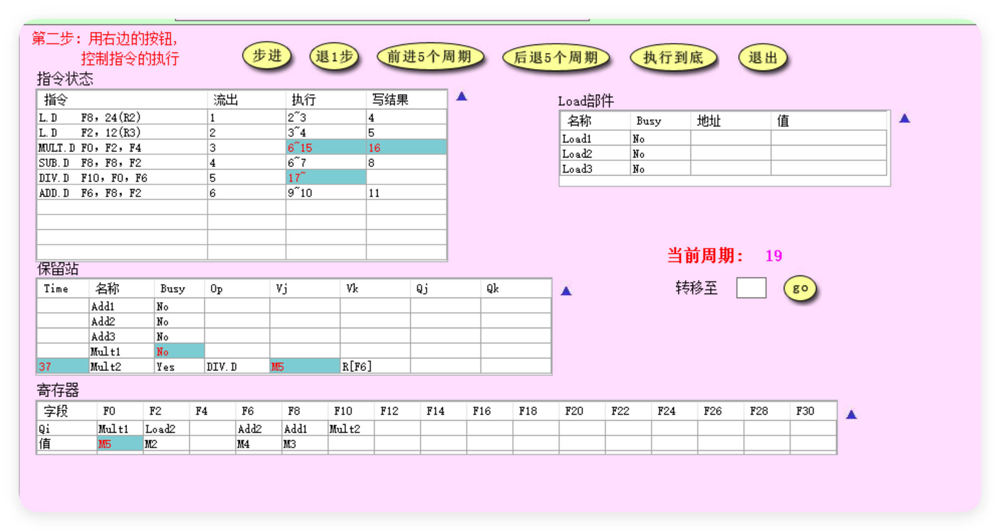 第二步：用右边的按钮，
控制指令的执行
步进 退1步 前进5个周期 后退5个周期 执行到底 退出
指令状态
指令 流出 执行 写结果
L.D F8，24(R2) 1 2~3 4
L.D F2，12(R3) 2 3~4 5
MULT.D F0，F2，F4 3 6~15 16
SUB.D F8，F8，F2 4 6~7 8
DIV.D F10，F0，F6 5 17~
ADD.D F6，F8，F2 6 9~10 11
Load部件
名称 Busy 地址 值
Load1 No
Load2 No
Load3 No
当前周期： 19
转移至 go
保留站
Time 名称 Busy Op Vj Vk Qj Qk
Add1 No
Add2 No
Add3 No
Mult1 No
37 Mult2 Yes DIV.D M5 R[F6]
寄存器
字段 F0 F2 F4 F6 F8 F10 F12 F14 F16 F18 F20 F22 F24 F26 F28 F30
Qi Mult1 Load2 Add2 Add1 Mult2
值 M5 M2 M4 M3